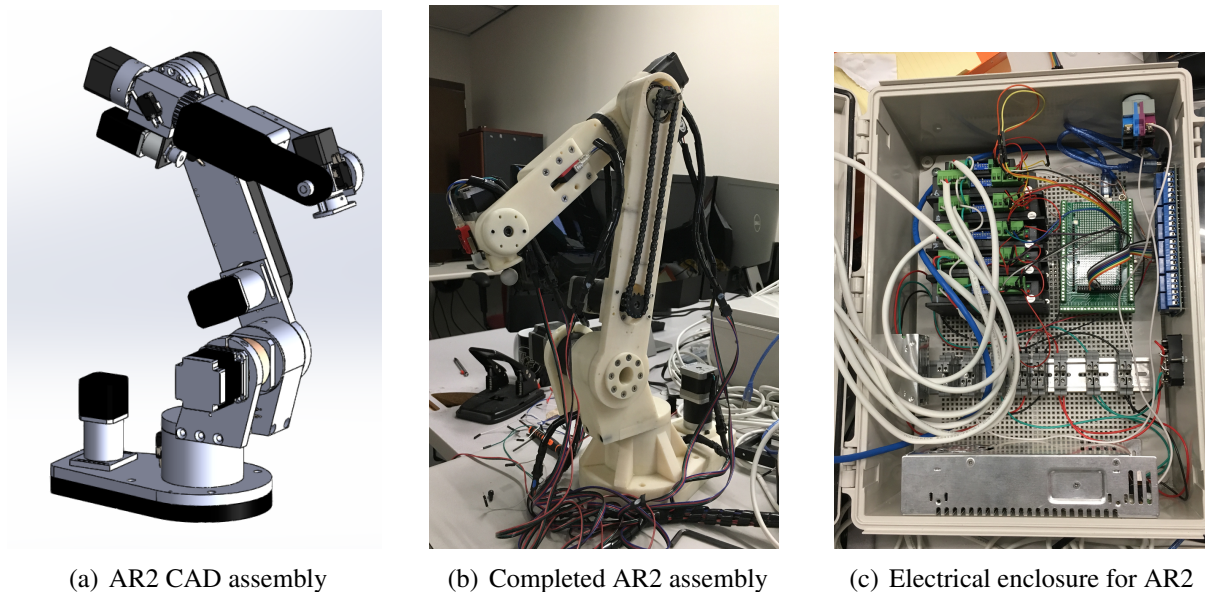 (a) AR2 CAD assembly
(b) Completed AR2 assembly
(c) Electrical enclosure for AR2